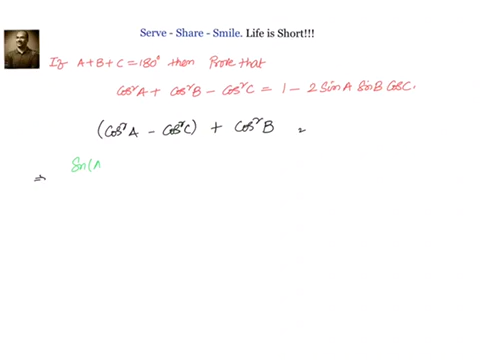 Serve - Share - Smile. Life is Short!!!
If A+B+C = 180° then Prove that
Cos²A + Cos²B - Cos²C = 1 - 2 Sin A Sin B Cos C.
(Cos²A - Cos²C) + Cos²B =
⇒ Sin(A